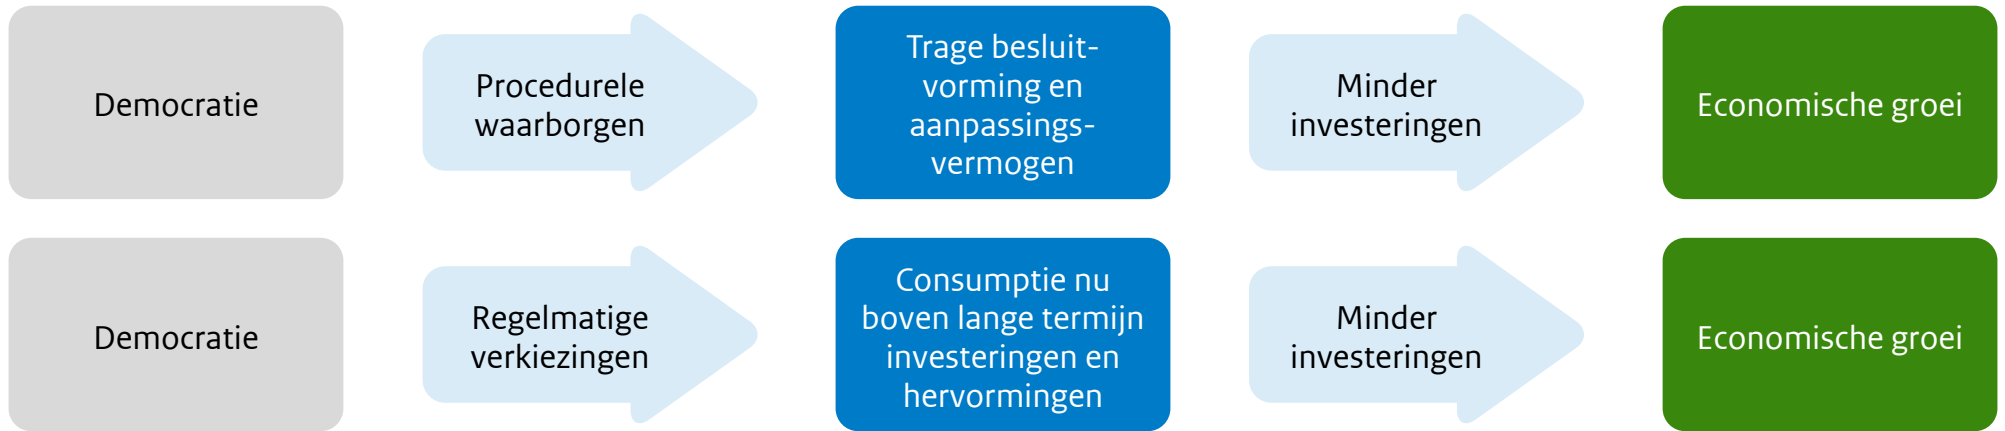 Democratie
Procedurele
waarborgen
Trage besluit-
vorming en
aanpassings-
vermogen
Minder
investeringen
Economische groei
Democratie
Regelmatige
verkiezingen
Consumptie nu
boven lange termijn
investeringen en
hervormingen
Minder
investeringen
Economische groei